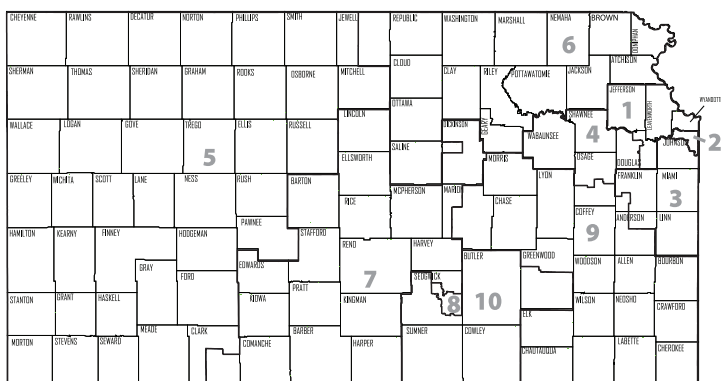 CHEYENNE RAWLINS DECATUR NORTON PHILLIPS SMITH JEWELL REPUBLIC WASHINGTON MARSHALL NEMAHA BROWN DONIPHAN
6
CLOUD ATCHISON
SHERMAN THOMAS SHERIDAN GRAHAM ROOKS OSBORNE MITCHELL CLAY RILEY POTTAWATOMIE JACKSON
JEFFERSON LEAVENWORTH WYANDOTTE
1
OTTAWA
LINCOLN SHAWNEE
4
WALLACE LOGAN GOVE TREGO ELLIS RUSSELL DICKINSON GEARY WABAUNSEE
5
SALINE DOUGLAS JOHNSON 2
ELLSWORTH MORRIS OSAGE
GREELEY WICHITA SCOTT LANE NESS RUSH BARTON MCPHERSON MARION LYON FRANKLIN MIAMI
3
RICE CHASE
COFFEY ANDERSON LINN
9
PAWNEE
HAMILTON KEARNY FINNEY HODGEMAN STAFFORD RENO HARVEY BUTLER GREENWOOD WOODSON ALLEN BOURBON
7
GRAY FORD EDWARDS SEDGWICK
8 10
PRATT
STANTON GRANT HASKELL KIOWA KINGMAN WILSON NEOSHO CRAWFORD
ELK
MEADE CLARK BARBER SUMNER COWLEY
MORTON STEVENS SEWARD COMANCHE HARPER CHAUTAUQUA LABETTE CHEROKEE